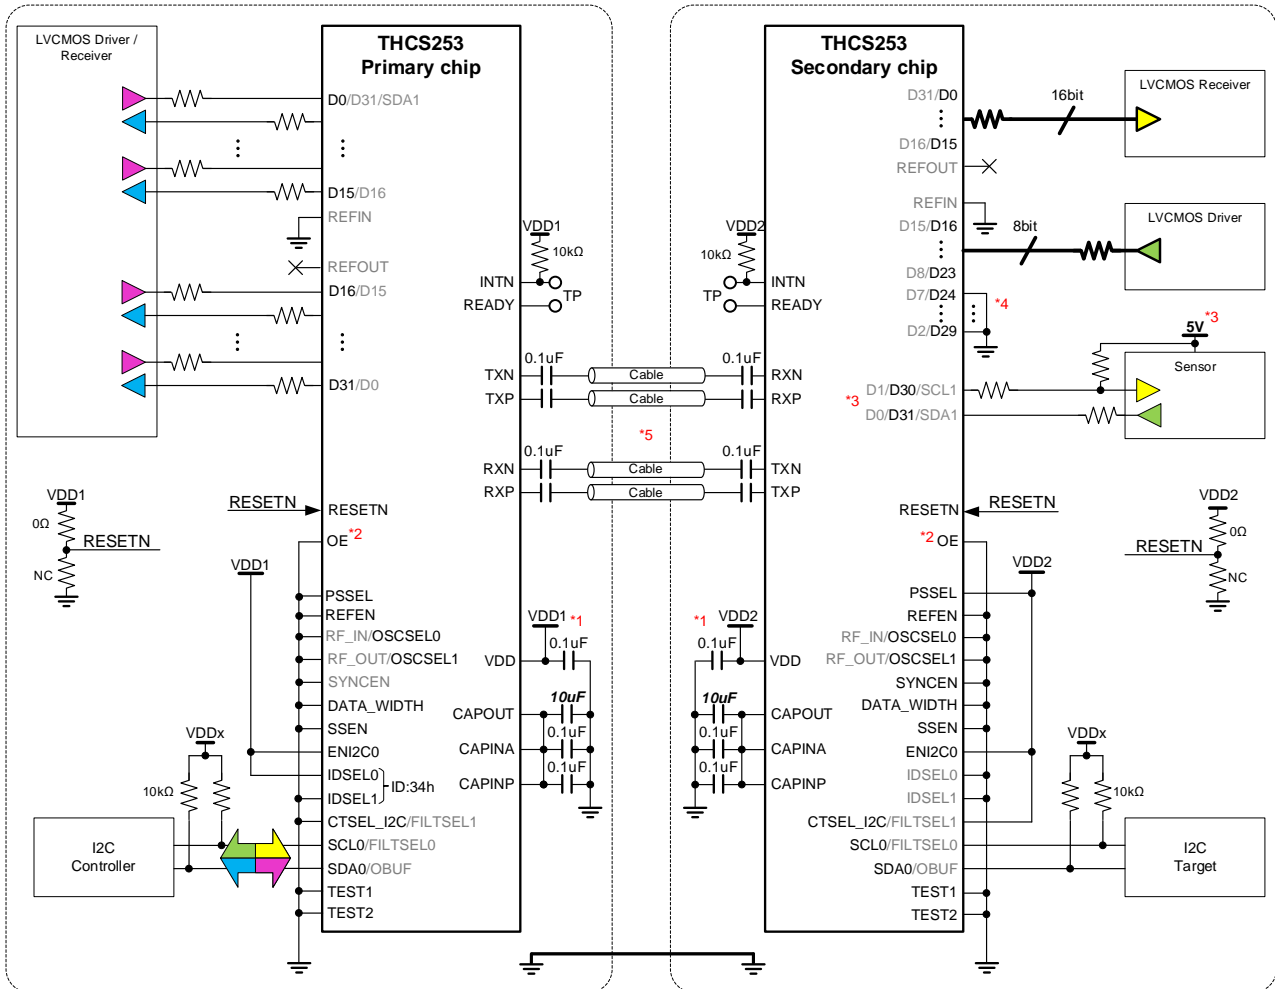 LVCMOS Driver /
Receiver
THCS253
Primary chip
D0/D31/SDA1
D15/D16
REFIN
REFOUT
D16/D15
D31/D0
VDD1
10kΩ
INTN
READY
TP
TXN
TXP
0.1uF
Cable
Cable
0.1uF
RXN
RXP
*5
RXN
RXP
0.1uF
Cable
Cable
0.1uF
TXN
TXP
VDD1
0Ω
RESETN
NC
RESETN
RESETN
OE*2
VDD1
PSSEL
REFEN
RF_IN/OSCSEL0
RF_OUT/OSCSEL1
SYNCEN
DATA_WIDTH
SSEN
ENI2C0
IDSEL0
IDSEL1
ID:34h
CTSEL_I2C/FILTSEL1
SCL0/FILTSEL0
SDA0/OBUF
TEST1
TEST2
VDDx
10kΩ
I2C
Controller
VDD1
*1
0.1uF
VDD
10uF
CAPOUT
0.1uF
CAPINA
0.1uF
CAPINP
THCS253
Secondary chip
D31/D0
D16/D15
REFOUT
REFIN
D15/D16
D8/D23
D7/D24
D2/D29
*4
16bit
LVCMOS Receiver
8bit
LVCMOS Driver
VDD2
10kΩ
TP
INTN
READY
5V
*3
Sensor
*3
D1/D30/SCL1
D0/D31/SDA1
RESETN
RESETN
*2
OE
VDD2
0Ω
RESETN
NC
VDD2
PSSEL
REFEN
RF_IN/OSCSEL0
RF_OUT/OSCSEL1
SYNCEN
DATA_WIDTH
SSEN
ENI2C0
IDSEL0
IDSEL1
CTSEL_I2C/FILTSEL1
SCL0/FILTSEL0
SDA0/OBUF
TEST1
TEST2
*1
VDD2
0.1uF
VDD
10uF
CAPOUT
0.1uF
CAPINA
0.1uF
CAPINP
VDDx
10kΩ
I2C
Target